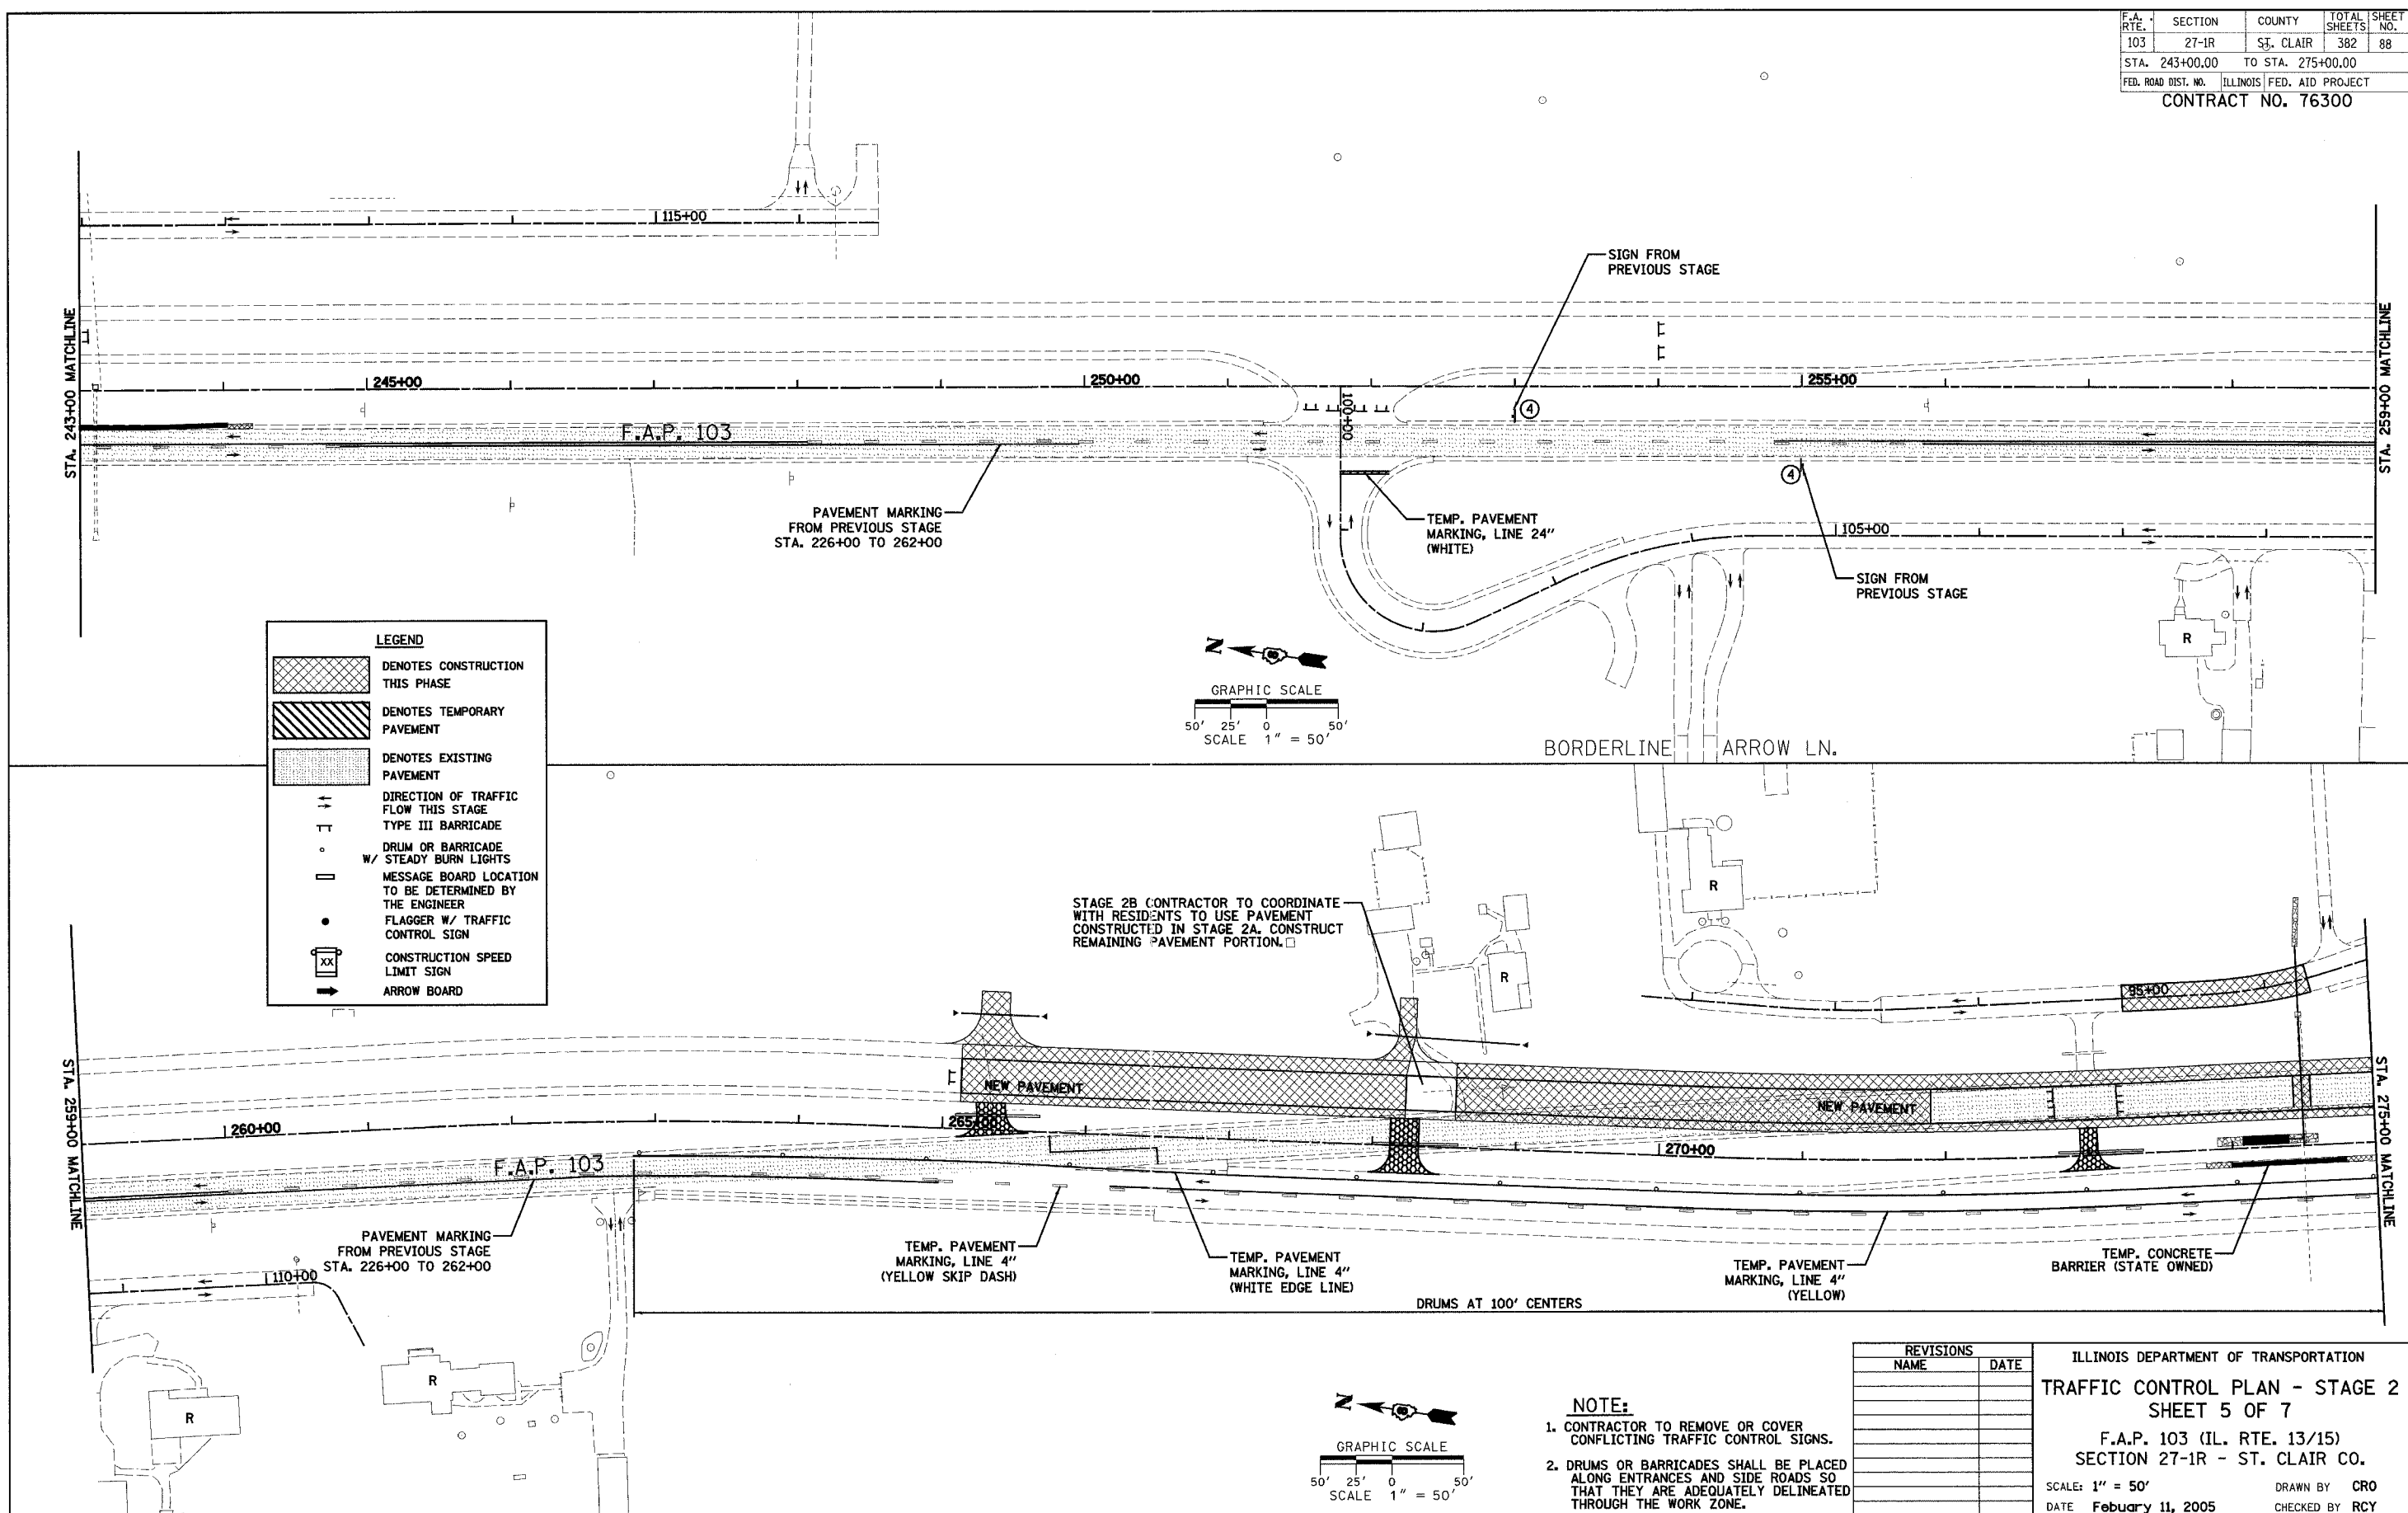 F.A. RTE. SECTION COUNTY TOTAL SHEETS SHEET NO.
103 27-1R ST. CLAIR 382 88
STA. 243+00.00 TO STA. 275+00.00
FED. ROAD DIST. NO. ILLINOIS FED. AID PROJECT
CONTRACT NO. 76300
115+00
SIGN FROM
PREVIOUS STAGE
STA. 243+00 MATCHLINE
STA. 259+00 MATCHLINE
245+00
250+00
255+00
100+00
4
F.A.P. 103
4
PAVEMENT MARKING
FROM PREVIOUS STAGE
STA. 226+00 TO 262+00
TEMP. PAVEMENT
MARKING, LINE 24"
(WHITE)
105+00
SIGN FROM
PREVIOUS STAGE
R
N
GRAPHIC SCALE
50' 25' 0 50'
SCALE 1" = 50'
BORDERLINE
ARROW LN.
LEGEND
DENOTES CONSTRUCTION
THIS PHASE
DENOTES TEMPORARY
PAVEMENT
DENOTES EXISTING
PAVEMENT
DIRECTION OF TRAFFIC
FLOW THIS STAGE
TYPE III BARRICADE
DRUM OR BARRICADE
W/ STEADY BURN LIGHTS
MESSAGE BOARD LOCATION
TO BE DETERMINED BY
THE ENGINEER
FLAGGER W/ TRAFFIC
CONTROL SIGN
XX
CONSTRUCTION SPEED
LIMIT SIGN
ARROW BOARD
STAGE 2B CONTRACTOR TO COORDINATE
WITH RESIDENTS TO USE PAVEMENT
CONSTRUCTED IN STAGE 2A. CONSTRUCT
REMAINING PAVEMENT PORTION.
R
R
95+00
STA. 259+00 MATCHLINE
STA. 275+00 MATCHLINE
NEW PAVEMENT
NEW PAVEMENT
260+00
265+00
270+00
F.A.P. 103
PAVEMENT MARKING
FROM PREVIOUS STAGE
STA. 226+00 TO 262+00
TEMP. PAVEMENT
MARKING, LINE 4"
(YELLOW SKIP DASH)
TEMP. PAVEMENT
MARKING, LINE 4"
(WHITE EDGE LINE)
TEMP. PAVEMENT
MARKING, LINE 4"
(YELLOW)
TEMP. CONCRETE
BARRIER (STATE OWNED)
110+00
DRUMS AT 100' CENTERS
R
R
N
GRAPHIC SCALE
50' 25' 0 50'
SCALE 1" = 50'
NOTE:
1. CONTRACTOR TO REMOVE OR COVER
CONFLICTING TRAFFIC CONTROL SIGNS.
2. DRUMS OR BARRICADES SHALL BE PLACED
ALONG ENTRANCES AND SIDE ROADS SO
THAT THEY ARE ADEQUATELY DELINEATED
THROUGH THE WORK ZONE.
REVISIONS
NAME DATE
ILLINOIS DEPARTMENT OF TRANSPORTATION
TRAFFIC CONTROL PLAN - STAGE 2
SHEET 5 OF 7
F.A.P. 103 (IL. RTE. 13/15)
SECTION 27-1R - ST. CLAIR CO.
SCALE: 1" = 50' DRAWN BY CRO
DATE Febuary 11, 2005 CHECKED BY RCY